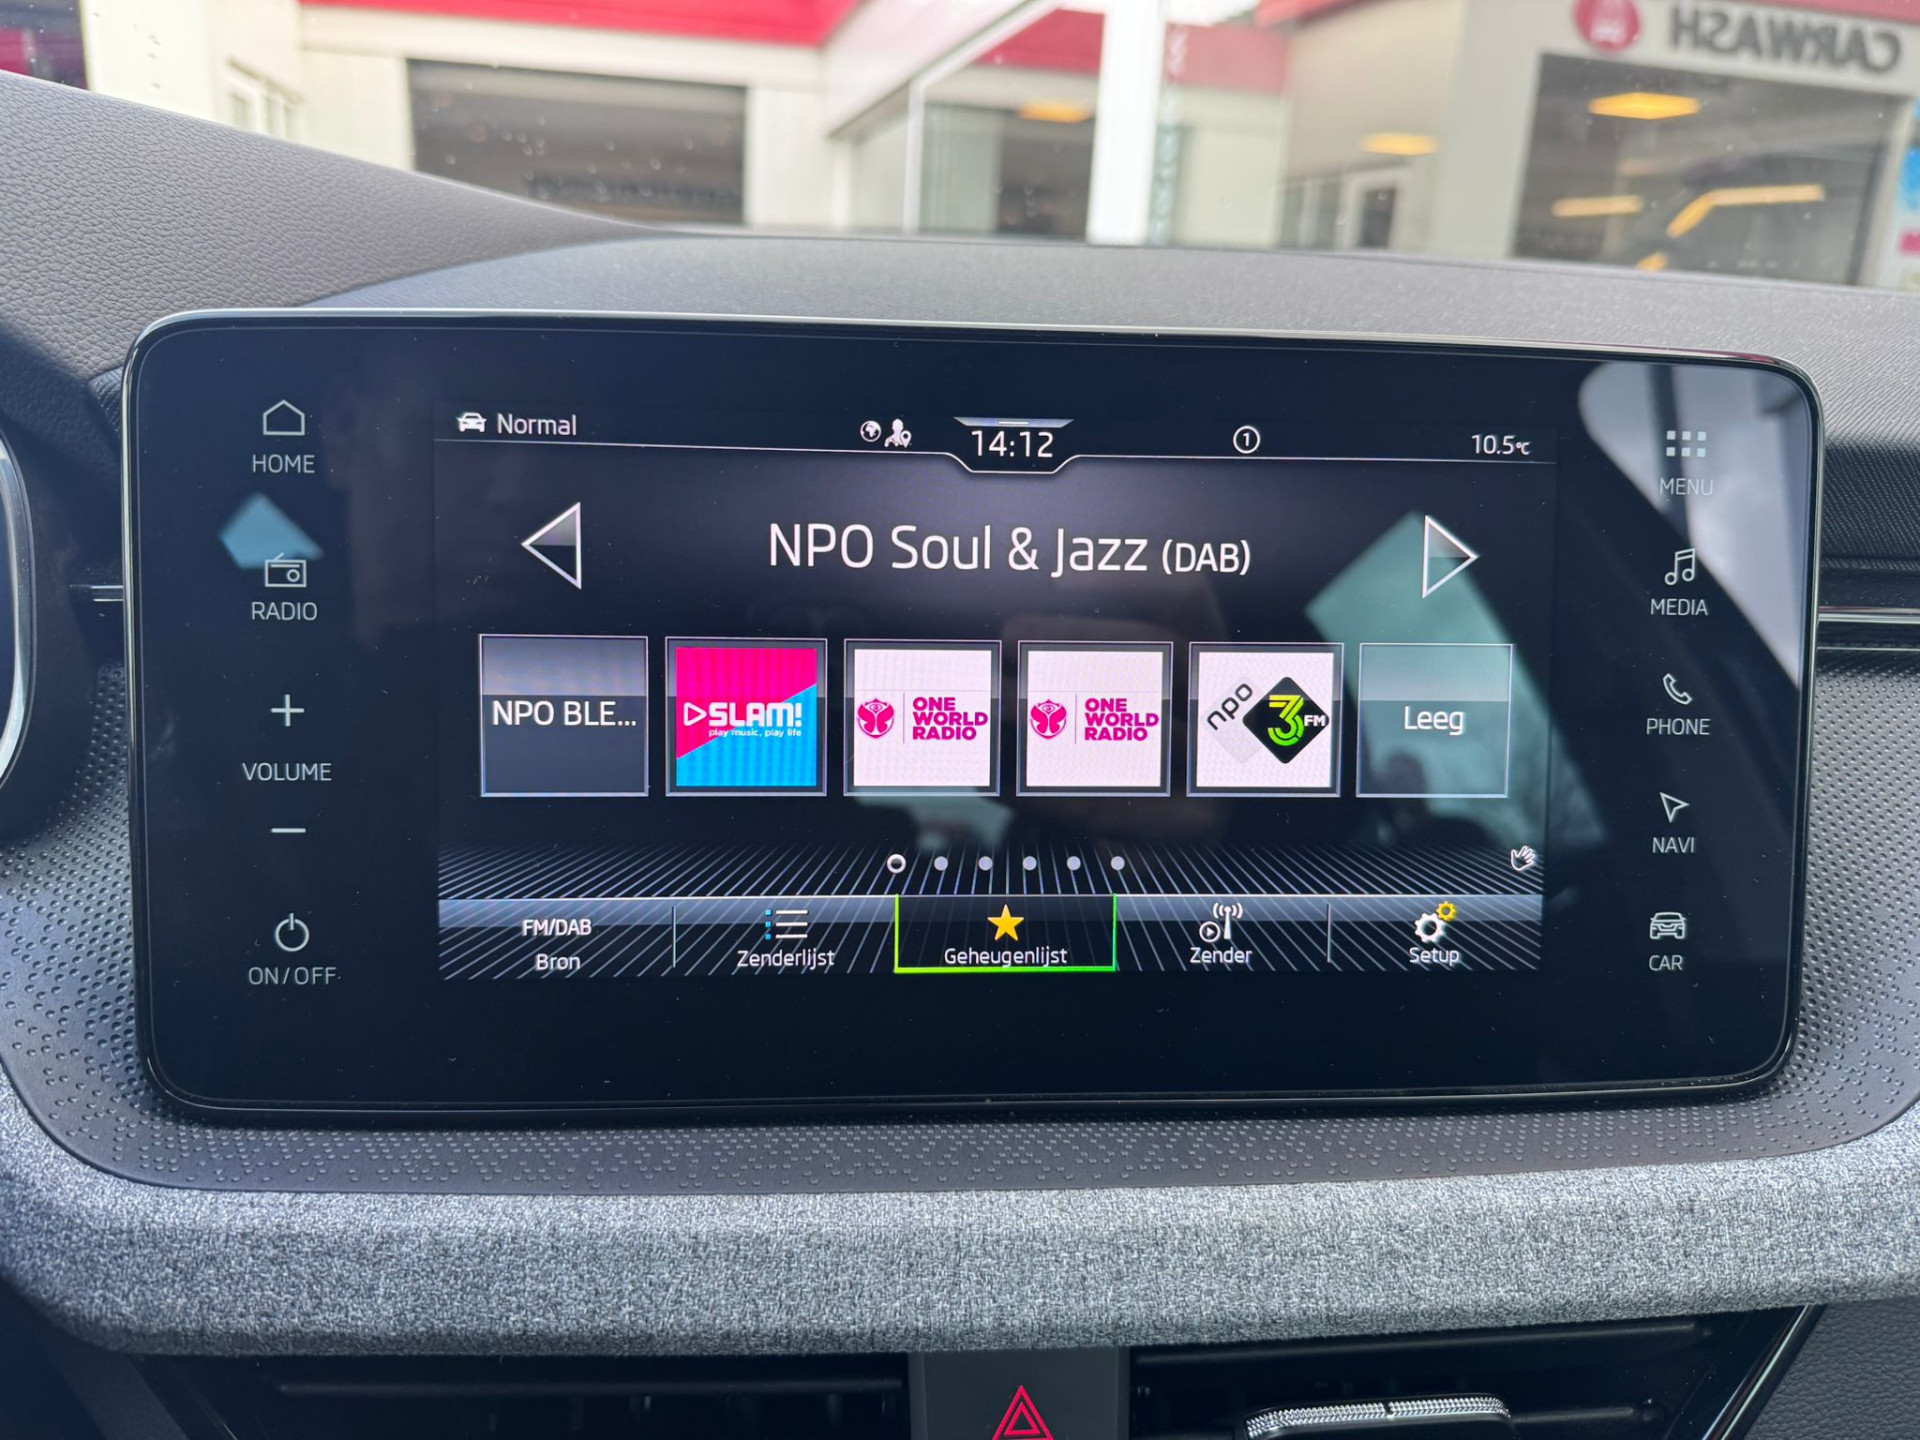 CARWASH
HOME
RADIO
VOLUME
ON/OFF
Normal
14:12
1
10.5°C
NPO Soul & Jazz (DAB)
NPO BLE...
SLAM!
play music, play life
ONE
WORLD
RADIO
ONE
WORLD
RADIO
npo
3FM
Leeg
FM/DAB
Bron
Zenderlijst
Geheugenlijst
Zender
Setup
MENU
MEDIA
PHONE
NAVI
CAR